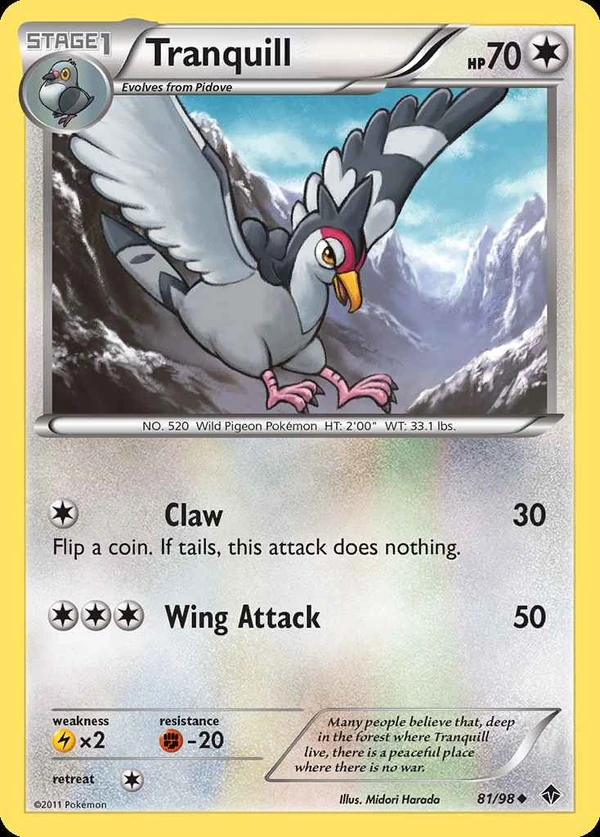 STAGE1
Tranquill
HP70
Evolves from Pidove
NO. 520 Wild Pigeon Pokémon HT: 2'00" WT: 33.1 lbs.
Claw 30
Flip a coin. If tails, this attack does nothing.
Wing Attack 50
weakness
×2
resistance
-20
Many people believe that, deep
in the forest where Tranquill
live, there is a peaceful place
where there is no war.
retreat
©2011 Pokémon
Illus. Midori Harada
81/98